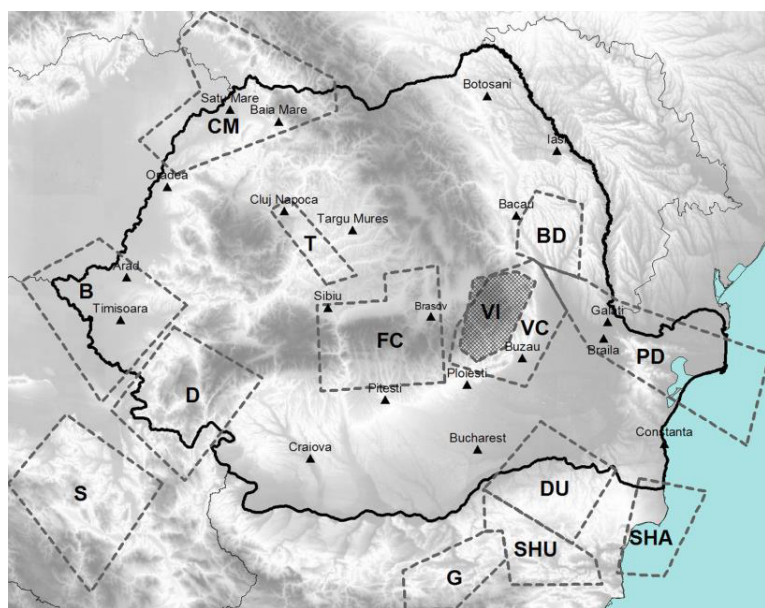 Botosani
Satu Mare
Baia Mare
CM
Iasi
Oradea
Cluj Napoca
Bacau
Targu Mures
BD
T
Arad
B
Sibiu
Brasov
VI
Timisoara
VC
Galati
FC
Buzau
Braila
PD
D
Ploiesti
Pitesti
Craiova
Bucharest
Constanta
S
DU
SHU
SHA
G